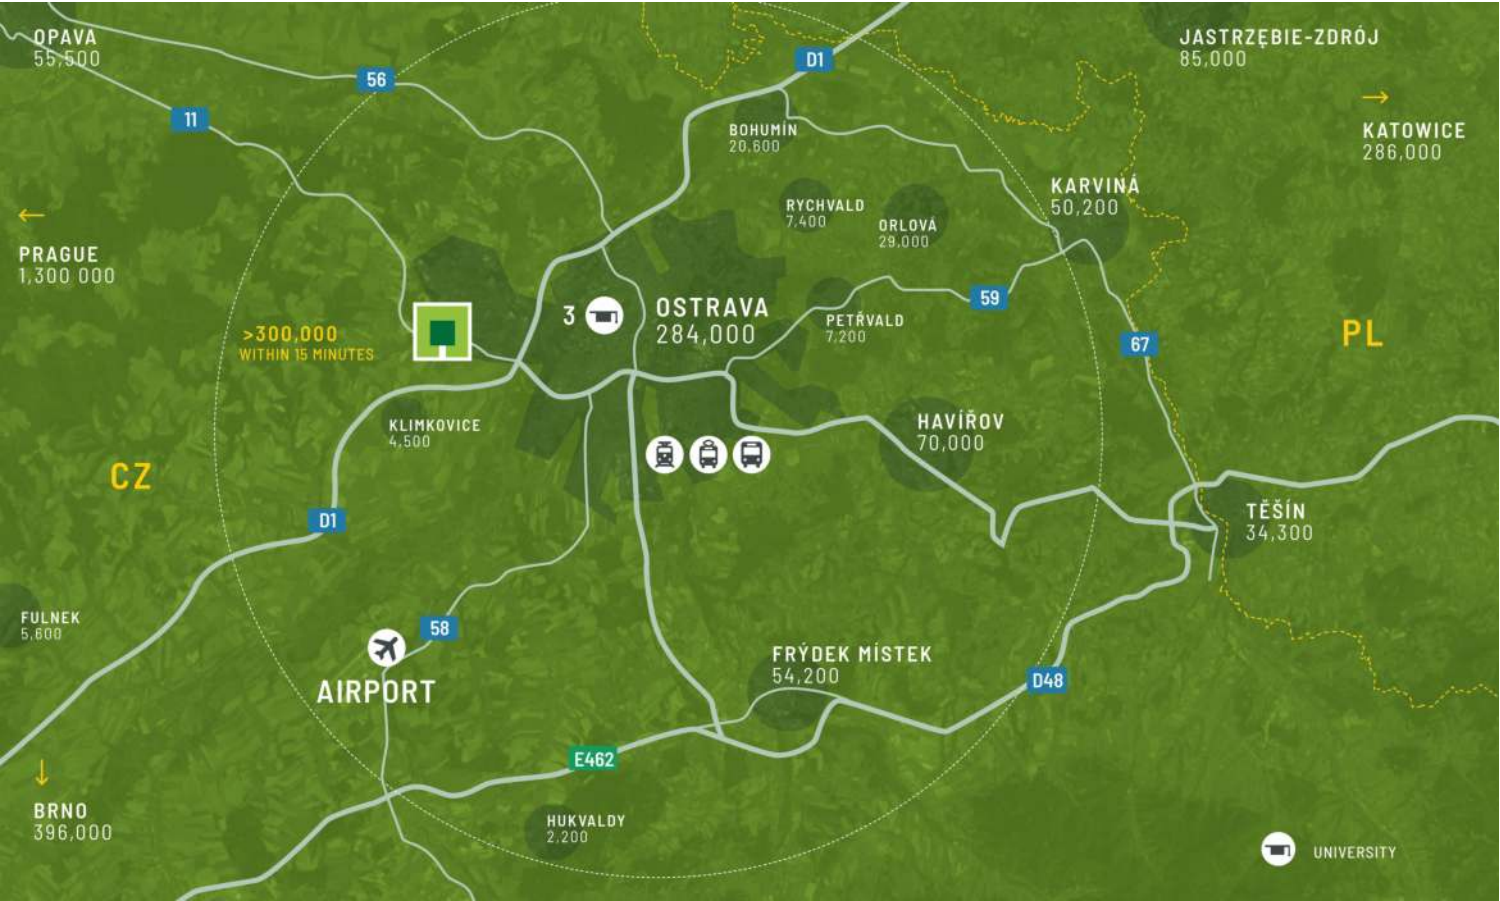 OPAVA
55,500
56
D1
JASTRZĘBIE-ZDRÓJ
85,000
11
→
KATOWICE
286,000
BOHUMÍN
20,600
KARVINÁ
50,200
RYCHVALD
7,400
ORLOVÁ
29,000
←
PRAGUE
1,300 000
59
3
OSTRAVA
284,000
PETŘVALD
7,200
>300,000
WITHIN 15 MINUTES
67
PL
KLIMKOVICE
4,500
HAVÍŘOV
70,000
CZ
D1
TĚŠÍN
34,300
FULNEK
5,600
58
AIRPORT
FRÝDEK MÍSTEK
54,200
D48
E462
↓
BRNO
396,000
HUKVALDY
2,200
UNIVERSITY